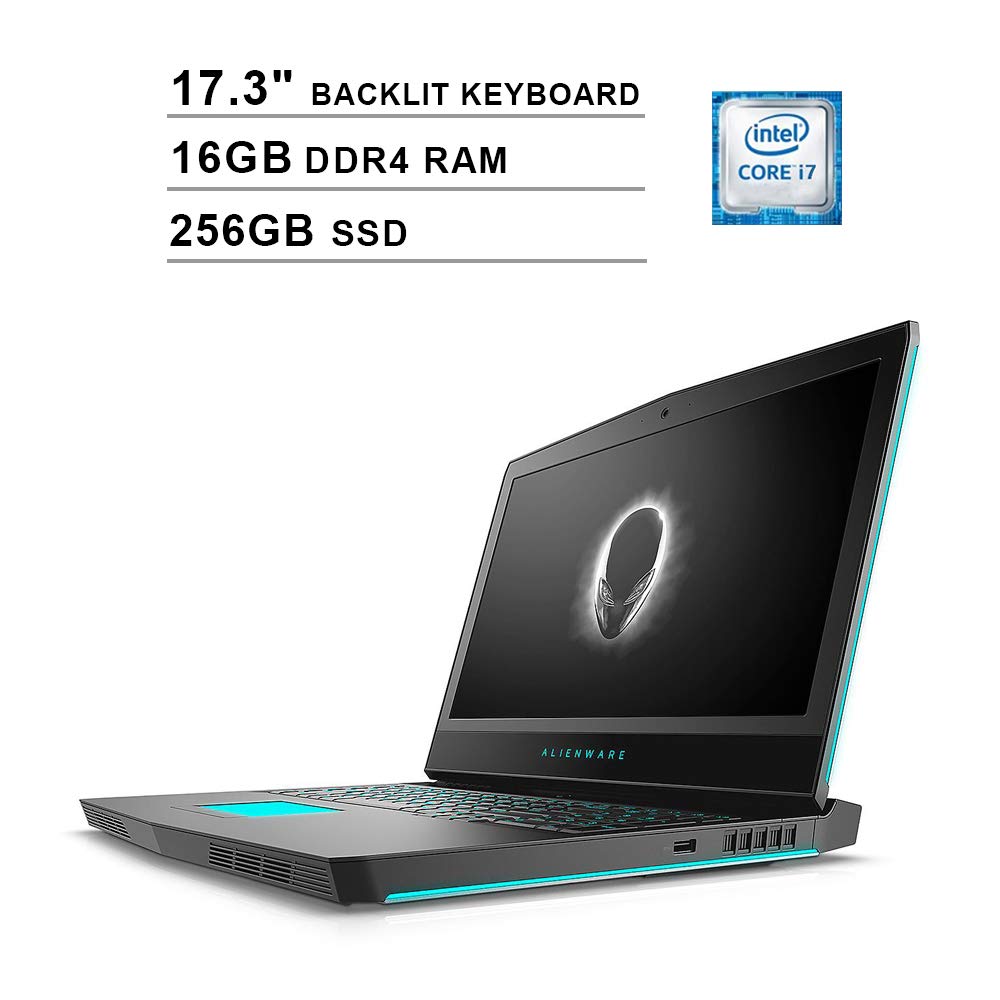 17.3" BACKLIT KEYBOARD
16GB DDR4 RAM
256GB SSD
intel
CORE i7
ALIENWARE